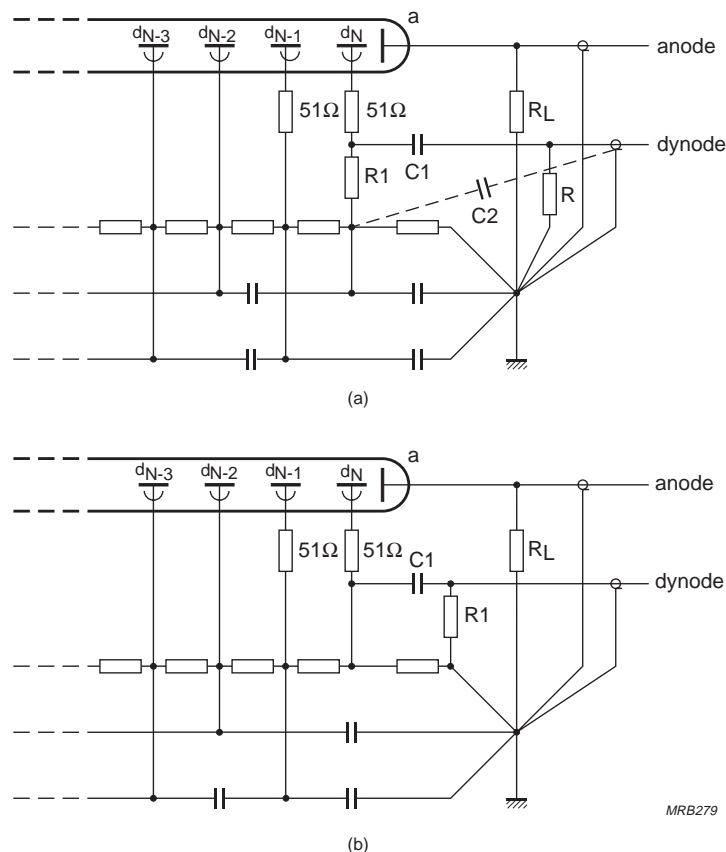 a
dN-3 dN-2 dN-1 dN
anode
51Ω 51Ω RL
dynode
C1
R1 C2 R
(a)
a
dN-3 dN-2 dN-1 dN
anode
51Ω 51Ω C1 RL
dynode
R1
MRB279
(b)